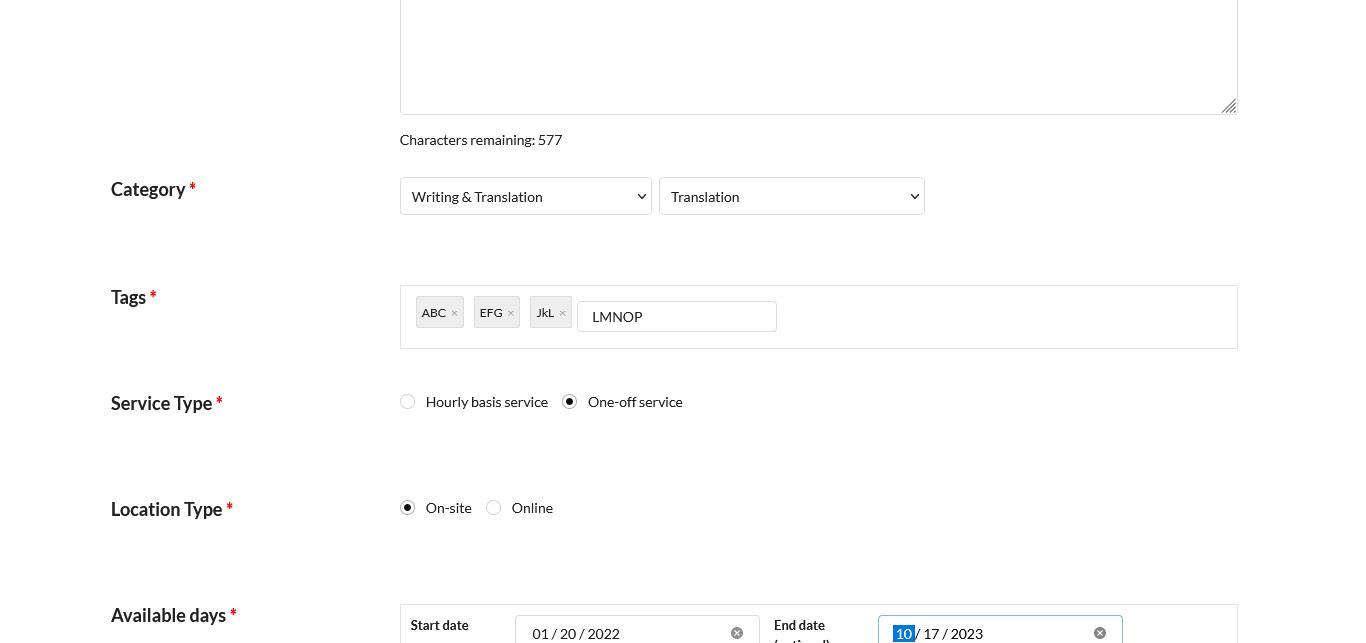 Characters remaining: 577
Category *
Writing & Translation
Translation
Tags *
ABC ×
EFG ×
JkL ×
LMNOP
Service Type *
Hourly basis service
One-off service
Location Type *
On-site
Online
Available days *
Start date
01 / 20 / 2022
End date
10 / 17 / 2023